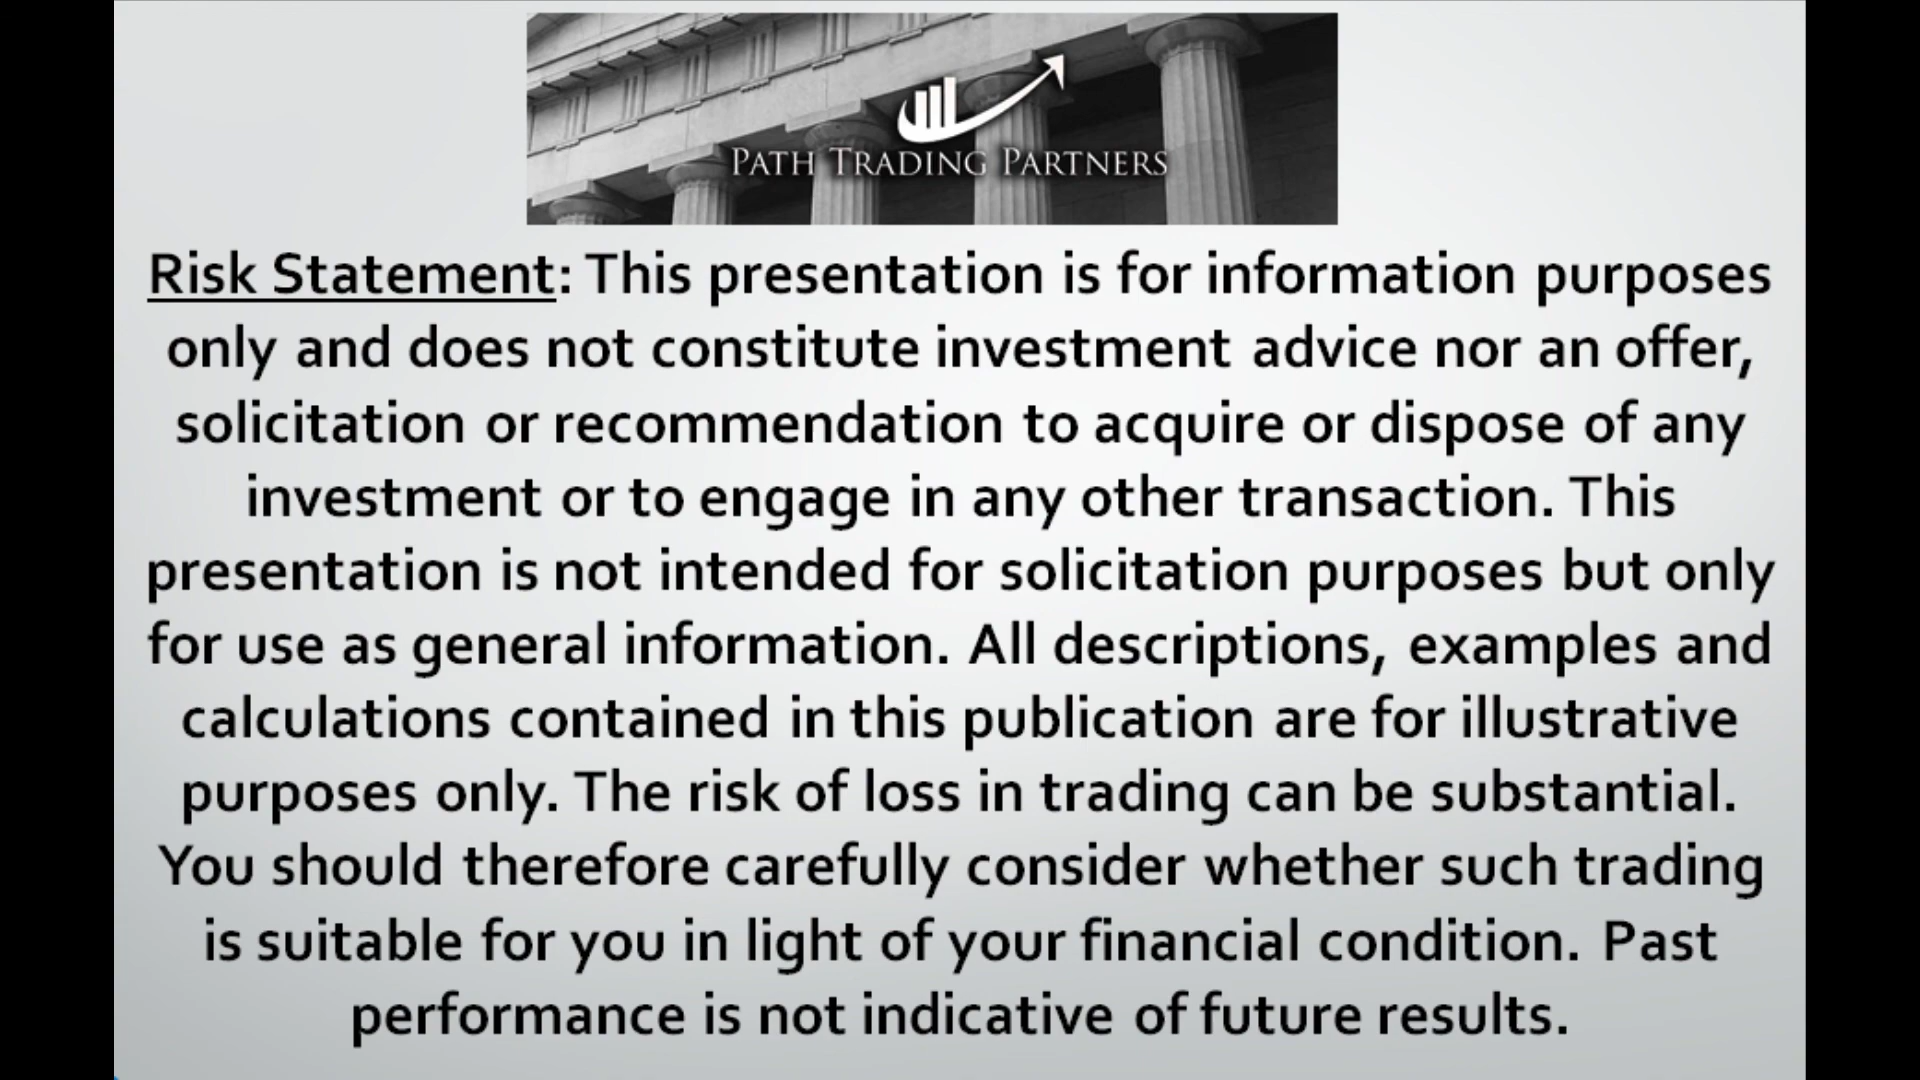 PATH TRADING PARTNERS
Risk Statement: This presentation is for information purposes
only and does not constitute investment advice nor an offer,
solicitation or recommendation to acquire or dispose of any
investment or to engage in any other transaction. This
presentation is not intended for solicitation purposes but only
for use as general information. All descriptions, examples and
calculations contained in this publication are for illustrative
purposes only. The risk of loss in trading can be substantial.
You should therefore carefully consider whether such trading
is suitable for you in light of your financial condition. Past
performance is not indicative of future results.